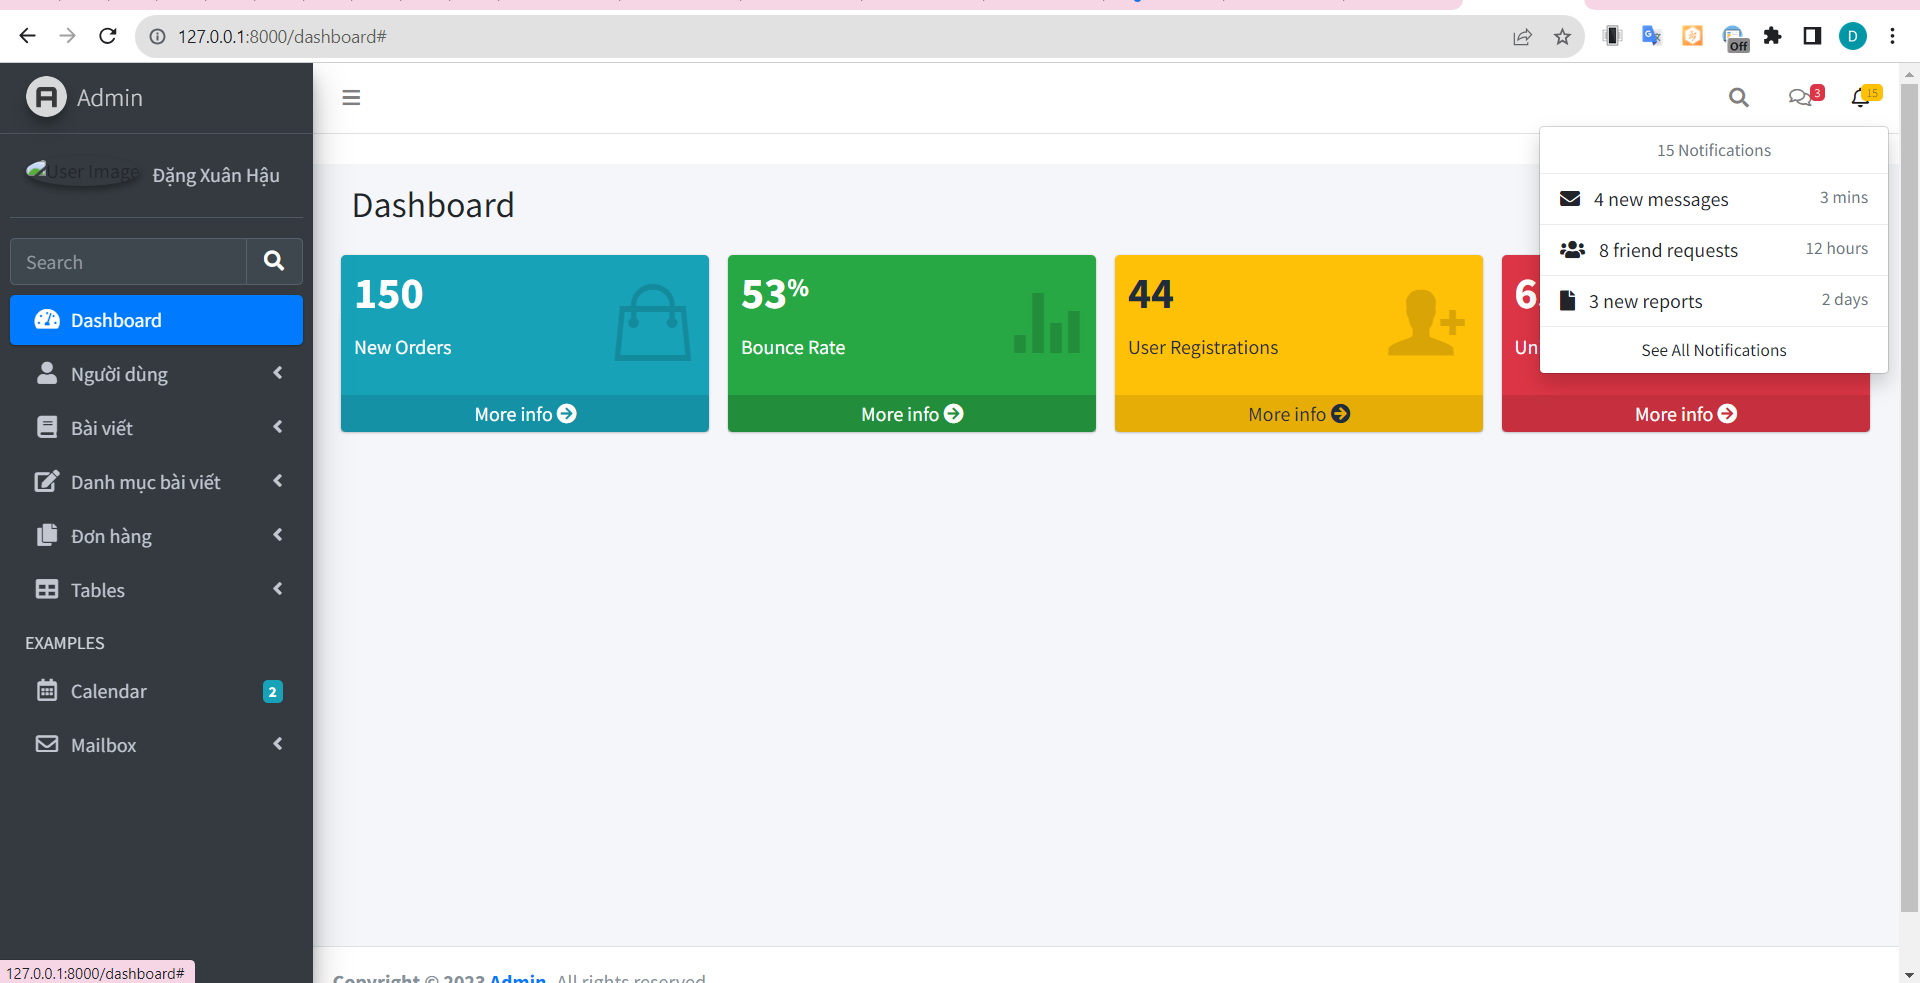 127.0.0.1:8000/dashboard#
Off
D
Admin
3
15
User Image
Đặng Xuân Hậu
Search
Dashboard
Người dùng
Bài viết
Danh mục bài viết
Đơn hàng
Tables
EXAMPLES
Calendar
2
Mailbox
Dashboard
150
New Orders
More info
53%
Bounce Rate
More info
44
User Registrations
More info
6
Un
More info
15 Notifications
4 new messages
3 mins
8 friend requests
12 hours
3 new reports
2 days
See All Notifications
Copyright © 2023 Admin. All rights reserved.
127.0.0.1:8000/dashboard#